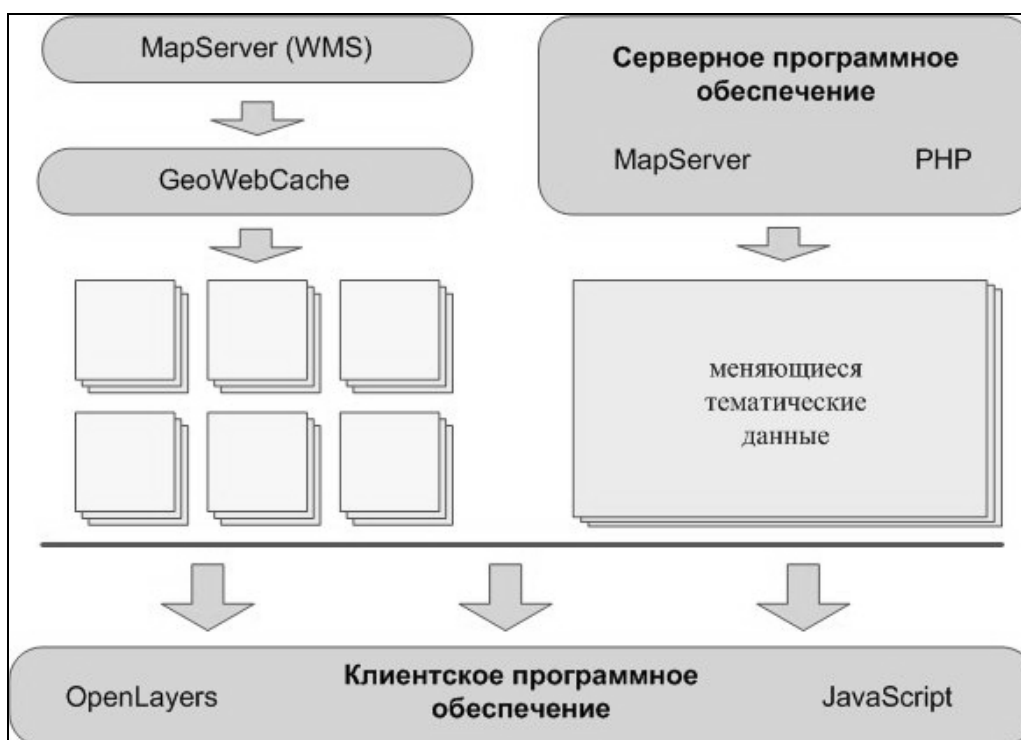 MapServer (WMS)
GeoWebCache
Серверное программное
обеспечение
MapServer PHP
меняющиеся
тематические
данные
Клиентское программное
обеспечение
OpenLayers
JavaScript